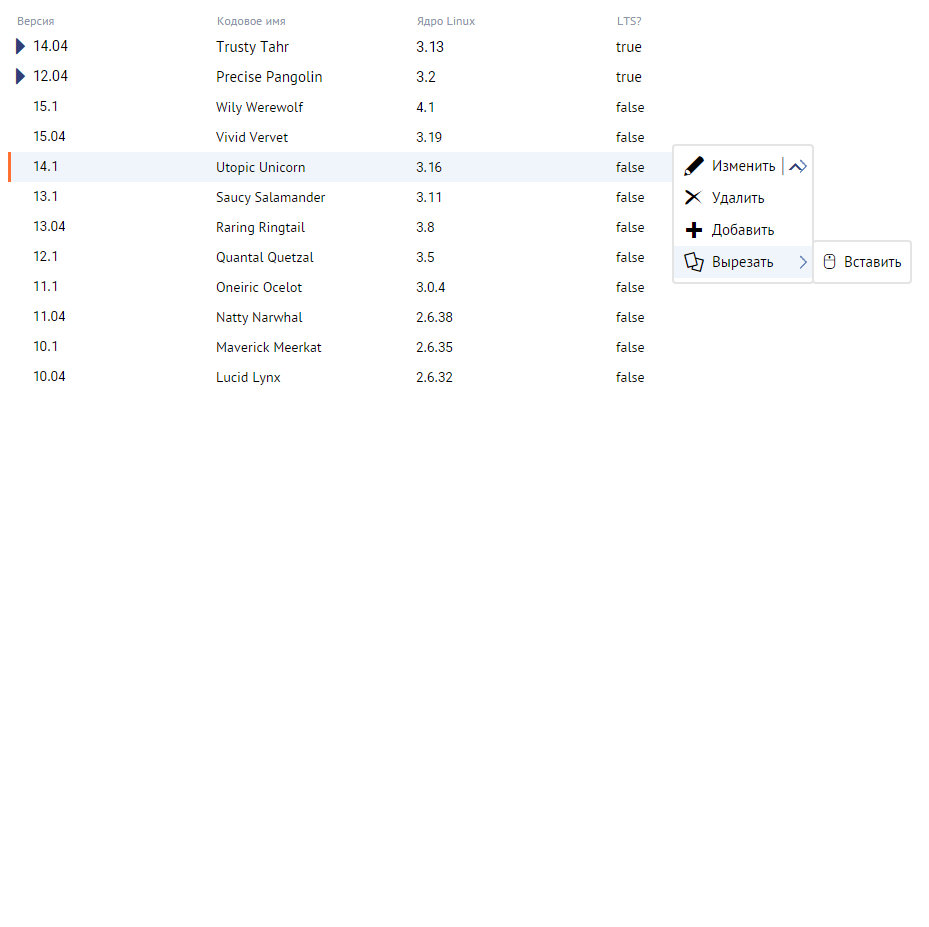 Версия Кодовое имя Ядро Linux LTS?
14.04 Trusty Tahr 3.13 true
12.04 Precise Pangolin 3.2 true
15.1 Wily Werewolf 4.1 false
15.04 Vivid Vervet 3.19 false
14.1 Utopic Unicorn 3.16 false
13.1 Saucy Salamander 3.11 false
13.04 Raring Ringtail 3.8 false
12.1 Quantal Quetzal 3.5 false
11.1 Oneiric Ocelot 3.0.4 false
11.04 Natty Narwhal 2.6.38 false
10.1 Maverick Meerkat 2.6.35 false
10.04 Lucid Lynx 2.6.32 false
Изменить
Удалить
Добавить
Вырезать
Вставить